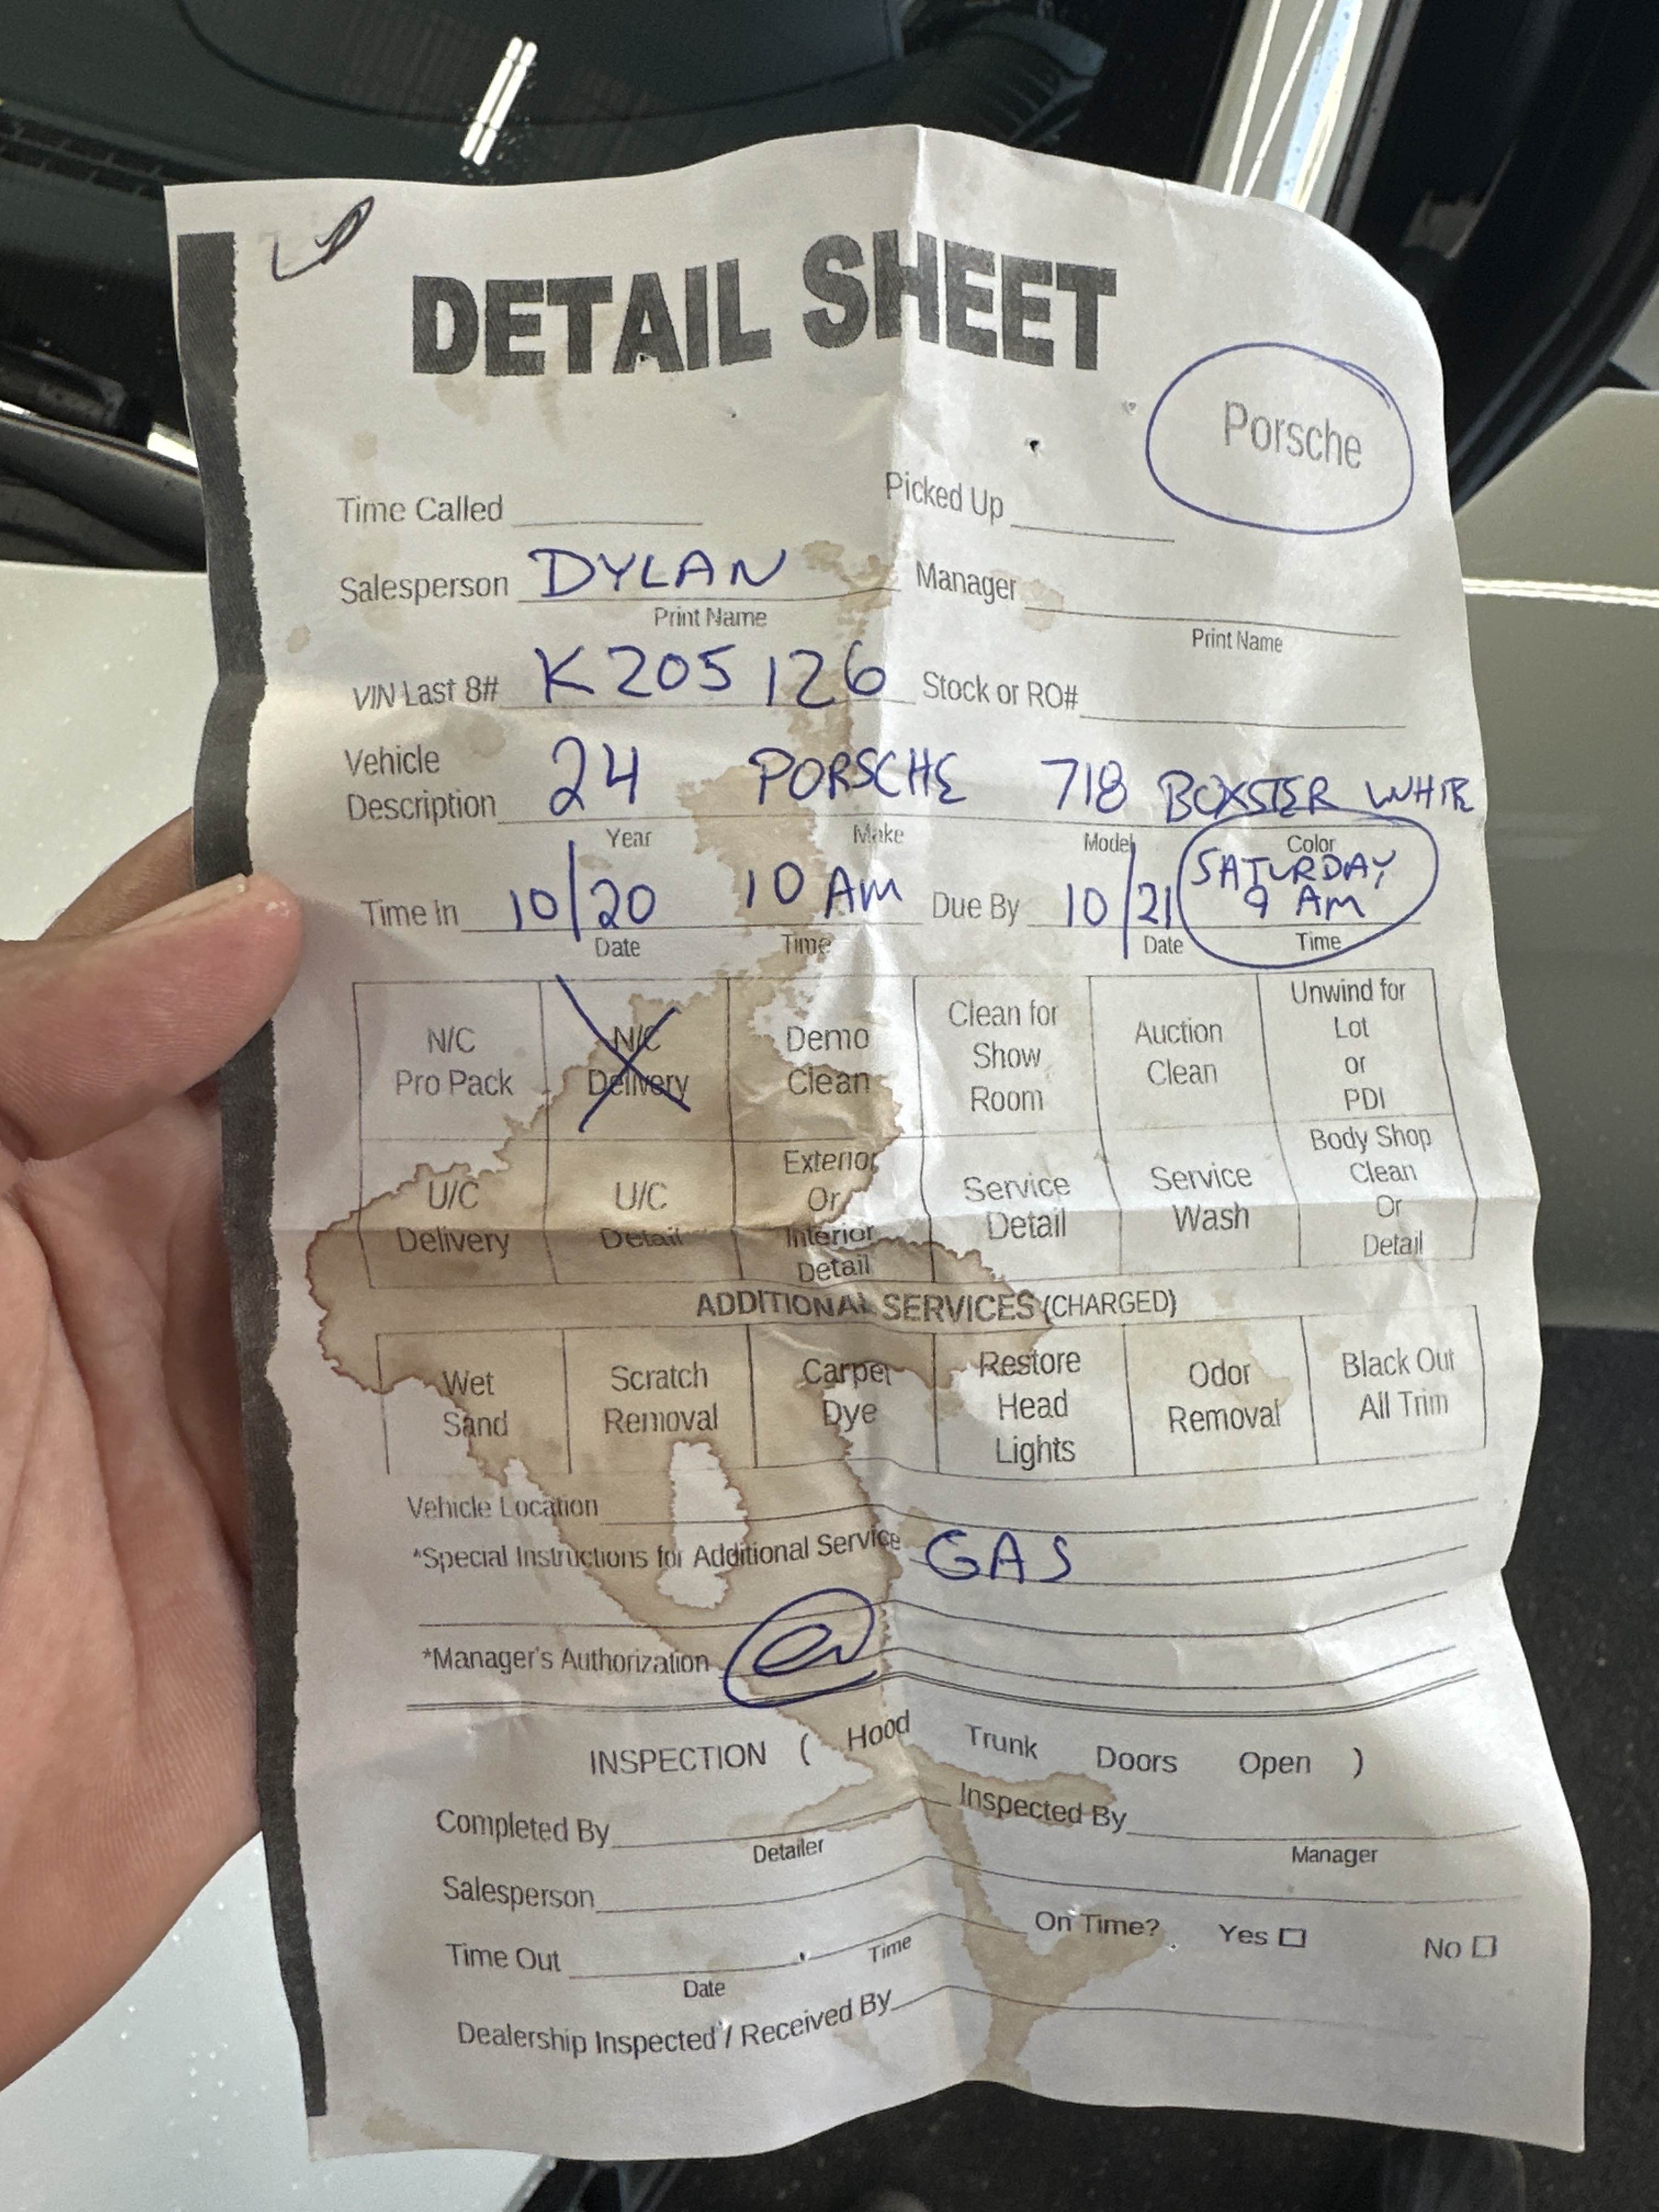 DETAIL SHEET
Porsche
Time Called Picked Up
Salesperson DYLAN Manager
Print Name Print Name
VIN Last 8# K205126 Stock or RO#
Vehicle
Description 24 PORSCHE 718 BOXSTER WHITE
Year Make Model Color
Time In 10/20 10 AM Due By 10/21 SATURDAY 9 AM
Date Time Date Time
N/C Pro Pack
N/C Delivery
Demo Clean
Clean for Show Room
Auction Clean
Unwind for Lot or PDI
U/C Delivery
U/C Detail
Exterior Or Interior Detail
Service Detail
Service Wash
Body Shop Clean Or Detail
ADDITIONAL SERVICES (CHARGED)
Wet Sand
Scratch Removal
Carpet Dye
Restore Head Lights
Odor Removal
Black Out All Trim
Vehicle Location
*Special Instructions for Additional Service GAS
*Manager's Authorization
INSPECTION ( Hood Trunk Doors Open )
Completed By Inspected By
Detailer Manager
Salesperson
Time Out On Time? Yes No
Date Time
Dealership Inspected / Received By